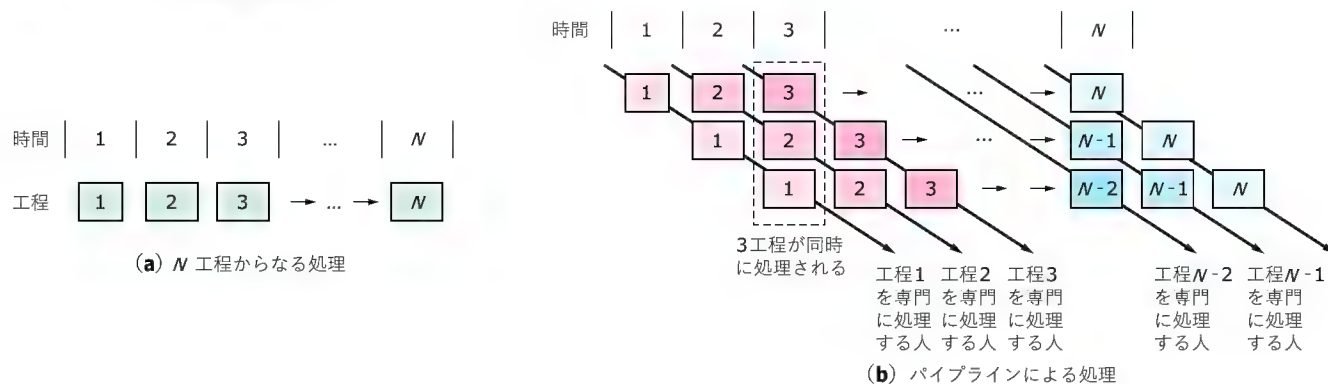 時間 1 2 3 … N
工程 1 2 3 → … → N
(a) N 工程からなる処理
時間 1 2 3 … N
1 2 3 → … → N
1 2 3 → … → N-1 N
1 2 3 → → N-2 N-1 N
3工程が同時
に処理される
工程1
を専門
に処理
する人
工程2
を専門
に処理
する人
工程3
を専門
に処理
する人
工程N-2
を専門
に処理
する人
工程N-1
を専門
に処理
する人
(b) パイプラインによる処理